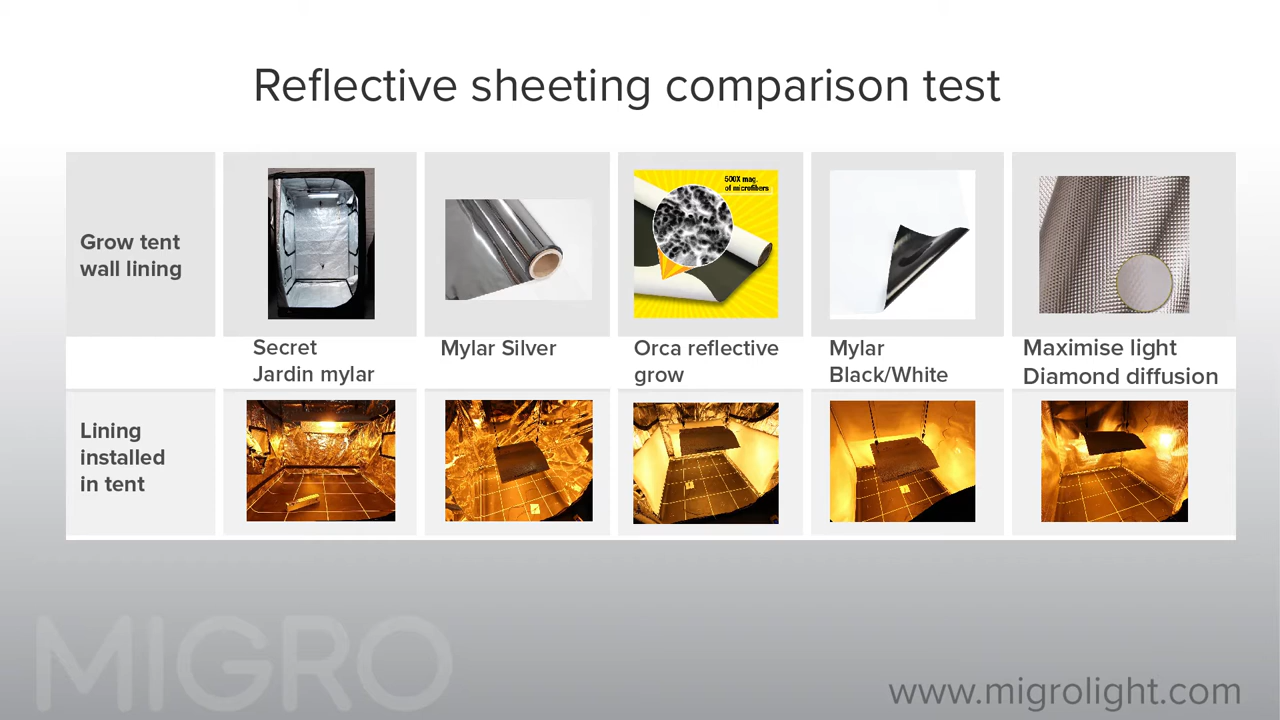 Reflective sheeting comparison test
500X mag.
of microfibers
Grow tent
wall lining
Secret
Jardin mylar
Mylar Silver
Orca reflective
grow
Mylar
Black/White
Maximise light
Diamond diffusion
Lining
installed
in tent
MIGRO
www.migrolight.com